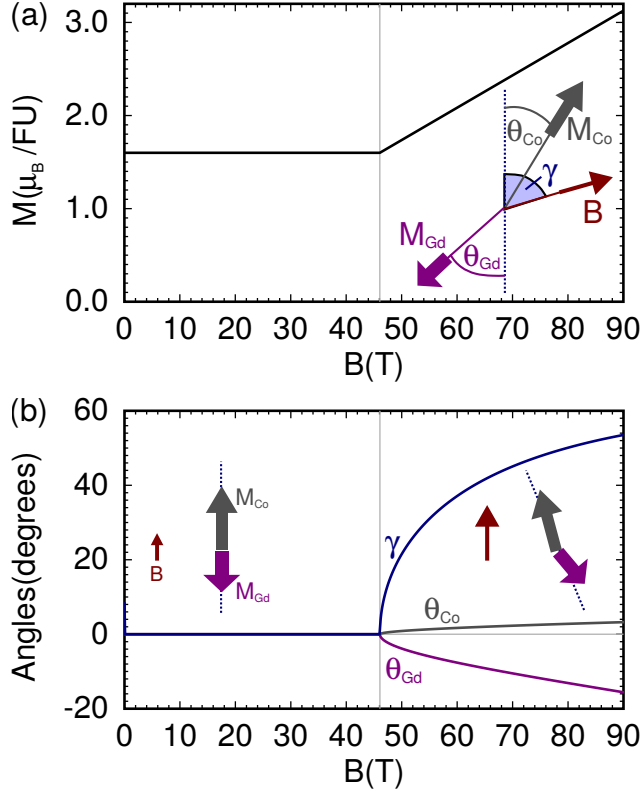 (a)
M(μB/FU)
3.0
2.0
1.0
0.0
θCo
MCo
γ
B
MGd
θGd
0 10 20 30 40 50 60 70 80 90
B(T)
(b)
Angles(degrees)
60
40
20
0
-20
MCo
B
MGd
γ
θCo
θGd
0 10 20 30 40 50 60 70 80 90
B(T)